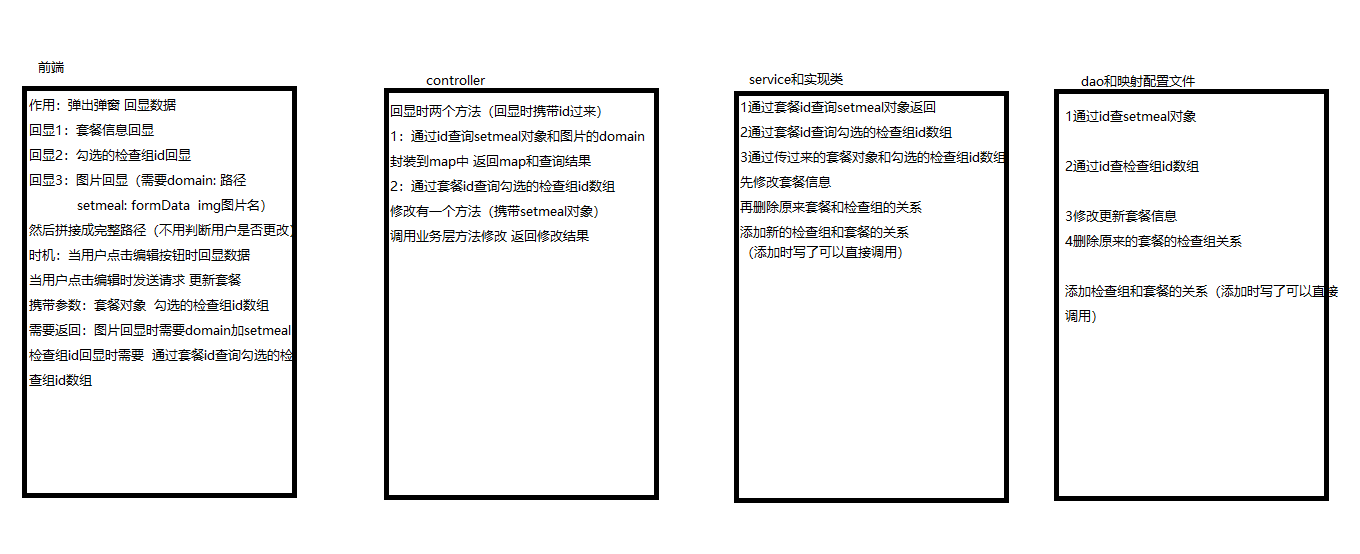 前端
作用：弹出弹窗 回显数据
回显1：套餐信息回显
回显2：勾选的检查组id回显
回显3：图片回显（需要domain: 路径
setmeal: formData  img图片名）
然后拼接成完整路径（不用判断用户是否更改）
时机：当用户点击编辑按钮时回显数据
当用户点击编辑时发送请求 更新套餐
携带参数：套餐对象  勾选的检查组id数组
需要返回：图片回显时需要domain加setmeal
检查组id回显时需要  通过套餐id查询勾选的检
查组id数组
controller
回显时两个方法（回显时携带id过来）
1：通过id查询setmeal对象和图片的domain
封装到map中 返回map和查询结果
2：通过套餐id查询勾选的检查组id数组
修改有一个方法（携带setmeal对象）
调用业务层方法修改 返回修改结果
service和实现类
1通过套餐id查询setmeal对象返回
2通过套餐id查询勾选的检查组id数组
3通过传过来的套餐对象和勾选的检查组id数组
先修改套餐信息
再删除原来套餐和检查组的关系
添加新的检查组和套餐的关系
（添加时写了可以直接调用）
dao和映射配置文件
1通过id查setmeal对象
2通过id查检查组id数组
3修改更新套餐信息
4删除原来的套餐的检查组关系
添加检查组和套餐的关系（添加时写了可以直接
调用）